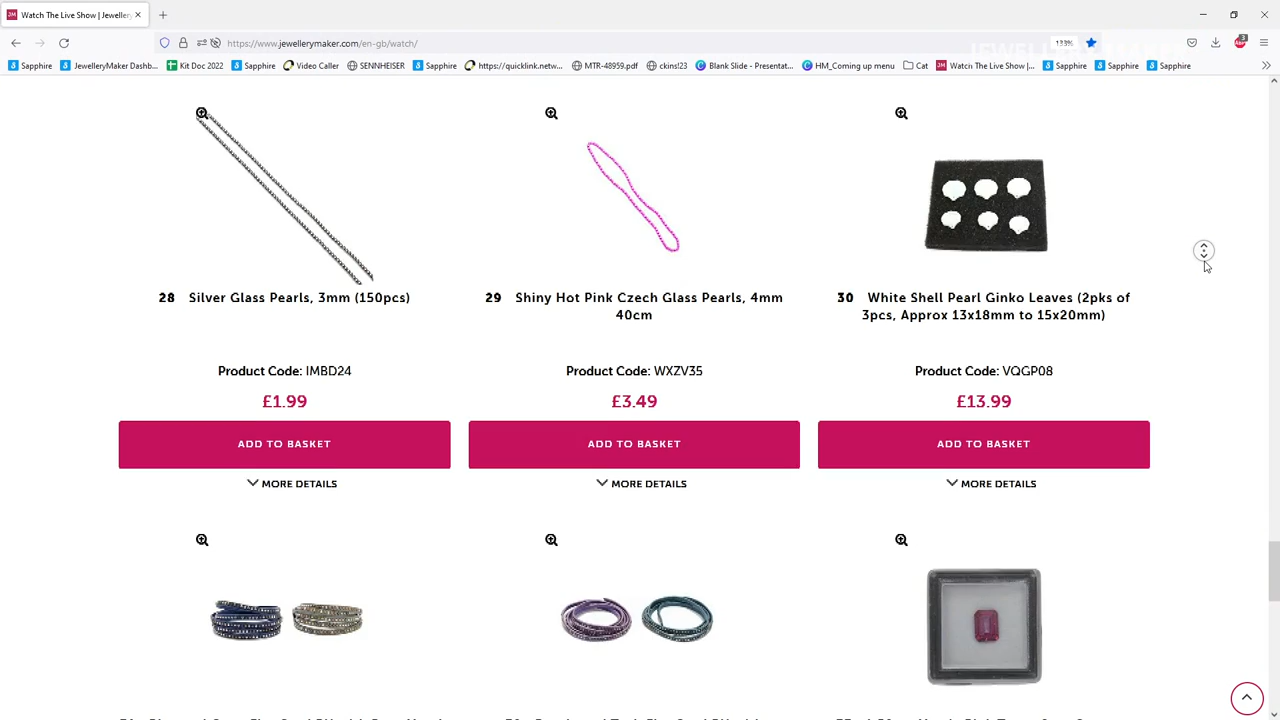 Watch The Live Show | Jeweller
https://www.jewellerymaker.com/en_gb/watch/
133%
3
Sapphire
JewelleryMaker Dashb...
Kit Doc 2022
Sapphire
Video Caller
SENNHEISER
Sapphire
https://quicklink.netw...
MTR-48959.pdf
ckins!23
Blank Slide - Presentat...
HM_Coming up menu
Cat
Watch The Live Show |...
Sapphire
Sapphire
Sapphire
28 Silver Glass Pearls, 3mm (150pcs)
Product Code: IMBD24
£1.99
ADD TO BASKET
MORE DETAILS
29 Shiny Hot Pink Czech Glass Pearls, 4mm
40cm
Product Code: WXZV35
£3.49
ADD TO BASKET
MORE DETAILS
30 White Shell Pearl Ginko Leaves (2pks of
3pcs, Approx 13x18mm to 15x20mm)
Product Code: VQGP08
£13.99
ADD TO BASKET
MORE DETAILS